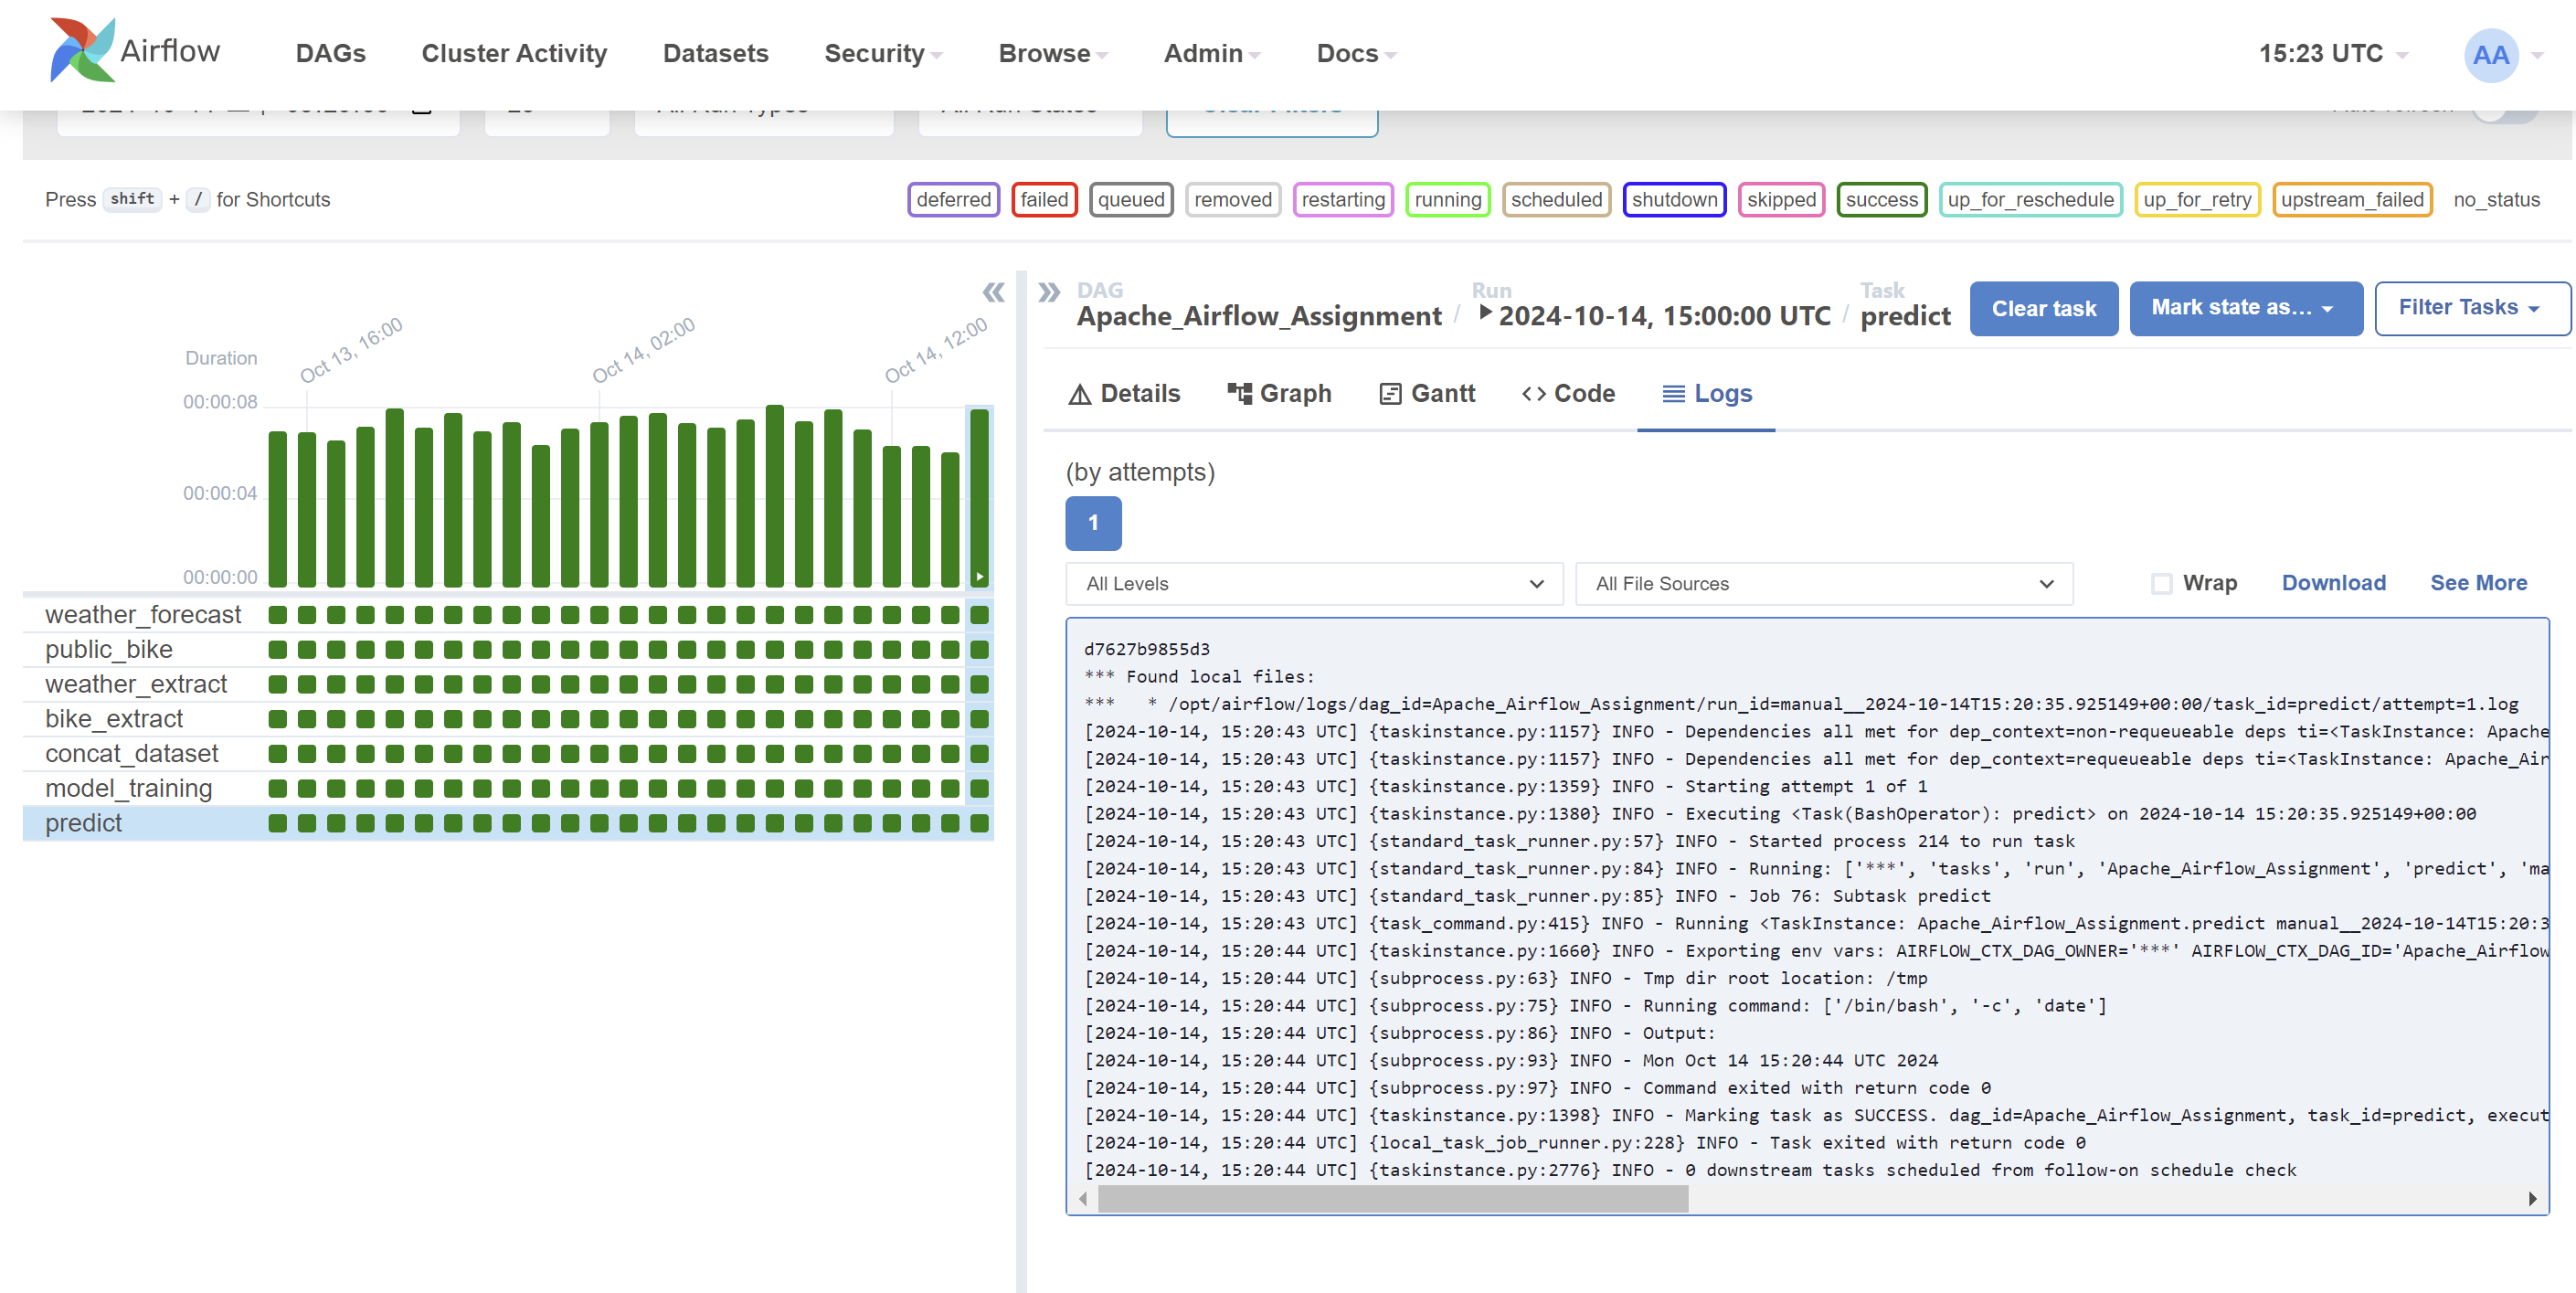 Airflow
DAGs Cluster Activity Datasets Security Browse Admin Docs 15:23 UTC AA
Press shift + / for Shortcuts
deferred failed queued removed restarting running scheduled shutdown skipped success up_for_reschedule up_for_retry upstream_failed no_status
Duration
Oct 13, 16:00 Oct 14, 02:00 Oct 14, 12:00
00:00:08
00:00:04
00:00:00
weather_forecast
public_bike
weather_extract
bike_extract
concat_dataset
model_training
predict
DAG Run Task
Apache_Airflow_Assignment / 2024-10-14, 15:00:00 UTC / predict
Clear task Mark state as... Filter Tasks
Details Graph Gantt Code Logs
(by attempts)
1
All Levels All File Sources Wrap Download See More
d7627b9855d3
*** Found local files:
***   * /opt/airflow/logs/dag_id=Apache_Airflow_Assignment/run_id=manual__2024-10-14T15:20:35.925149+00:00/task_id=predict/attempt=1.log
[2024-10-14, 15:20:43 UTC] {taskinstance.py:1157} INFO - Dependencies all met for dep_context=non-requeueable deps ti=<TaskInstance: Apache
[2024-10-14, 15:20:43 UTC] {taskinstance.py:1157} INFO - Dependencies all met for dep_context=requeueable deps ti=<TaskInstance: Apache_Air
[2024-10-14, 15:20:43 UTC] {taskinstance.py:1359} INFO - Starting attempt 1 of 1
[2024-10-14, 15:20:43 UTC] {taskinstance.py:1380} INFO - Executing <Task(BashOperator): predict> on 2024-10-14 15:20:35.925149+00:00
[2024-10-14, 15:20:43 UTC] {standard_task_runner.py:57} INFO - Started process 214 to run task
[2024-10-14, 15:20:43 UTC] {standard_task_runner.py:84} INFO - Running: ['***', 'tasks', 'run', 'Apache_Airflow_Assignment', 'predict', 'ma
[2024-10-14, 15:20:43 UTC] {standard_task_runner.py:85} INFO - Job 76: Subtask predict
[2024-10-14, 15:20:43 UTC] {task_command.py:415} INFO - Running <TaskInstance: Apache_Airflow_Assignment.predict manual__2024-10-14T15:20:3
[2024-10-14, 15:20:43 UTC] {taskinstance.py:1660} INFO - Exporting env vars: AIRFLOW_CTX_DAG_OWNER='***' AIRFLOW_CTX_DAG_ID='Apache_Airflow
[2024-10-14, 15:20:44 UTC] {subprocess.py:63} INFO - Tmp dir root location: /tmp
[2024-10-14, 15:20:44 UTC] {subprocess.py:75} INFO - Running command: ['/bin/bash', '-c', 'date']
[2024-10-14, 15:20:44 UTC] {subprocess.py:86} INFO - Output:
[2024-10-14, 15:20:44 UTC] {subprocess.py:93} INFO - Mon Oct 14 15:20:44 UTC 2024
[2024-10-14, 15:20:44 UTC] {subprocess.py:97} INFO - Command exited with return code 0
[2024-10-14, 15:20:44 UTC] {taskinstance.py:1398} INFO - Marking task as SUCCESS. dag_id=Apache_Airflow_Assignment, task_id=predict, execut
[2024-10-14, 15:20:44 UTC] {local_task_job_runner.py:228} INFO - Task exited with return code 0
[2024-10-14, 15:20:44 UTC] {taskinstance.py:2776} INFO - 0 downstream tasks scheduled from follow-on schedule check